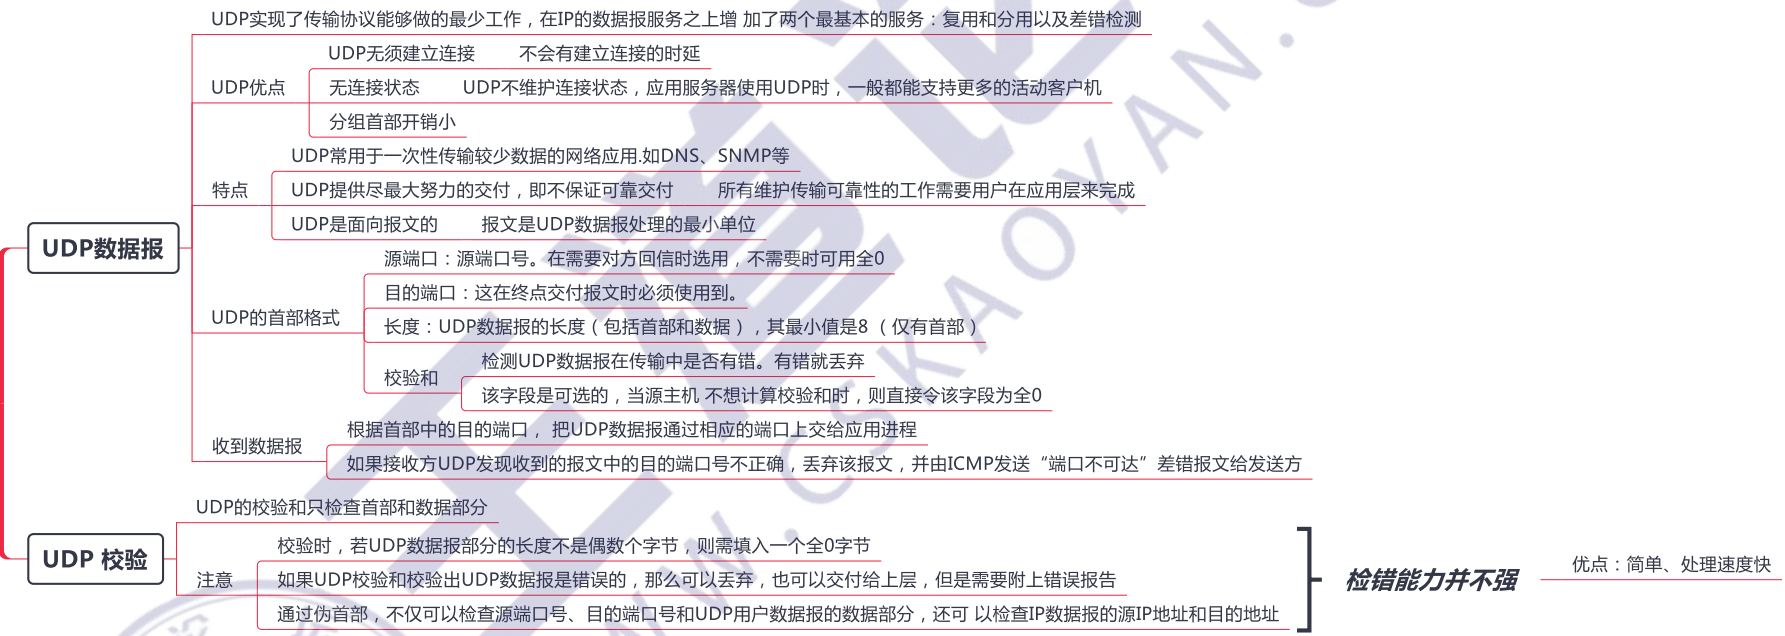 UDP实现了传输协议能够做的最少工作，在IP的数据报服务之上增 加了两个最基本的服务：复用和分用以及差错检测
UDP优点
UDP无须建立连接
不会有建立连接的时延
无连接状态
UDP不维护连接状态，应用服务器使用UDP时，一般都能支持更多的活动客户机
分组首部开销小
特点
UDP常用于一次性传输较少数据的网络应用.如DNS、SNMP等
UDP提供尽最大努力的交付，即不保证可靠交付
所有维护传输可靠性的工作需要用户在应用层来完成
UDP是面向报文的
报文是UDP数据报处理的最小单位
UDP数据报
UDP的首部格式
源端口：源端口号。在需要对方回信时选用，不需要时可用全0
目的端口：这在终点交付报文时必须使用到。
长度：UDP数据报的长度（包括首部和数据），其最小值是8 （仅有首部）
校验和
检测UDP数据报在传输中是否有错。有错就丢弃
该字段是可选的，当源主机 不想计算校验和时，则直接令该字段为全0
收到数据报
根据首部中的目的端口， 把UDP数据报通过相应的端口上交给应用进程
如果接收方UDP发现收到的报文中的目的端口号不正确，丢弃该报文，并由ICMP发送“端口不可达”差错报文给发送方
UDP 校验
UDP的校验和只检查首部和数据部分
注意
校验时，若UDP数据报部分的长度不是偶数个字节，则需填入一个全0字节
如果UDP校验和校验出UDP数据报是错误的，那么可以丢弃，也可以交付给上层，但是需要附上错误报告
通过伪首部，不仅可以检查源端口号、目的端口号和UDP用户数据报的数据部分，还可 以检查IP数据报的源IP地址和目的地址
检错能力并不强
优点：简单、处理速度快
王道论
W.CSKAOYAN.C